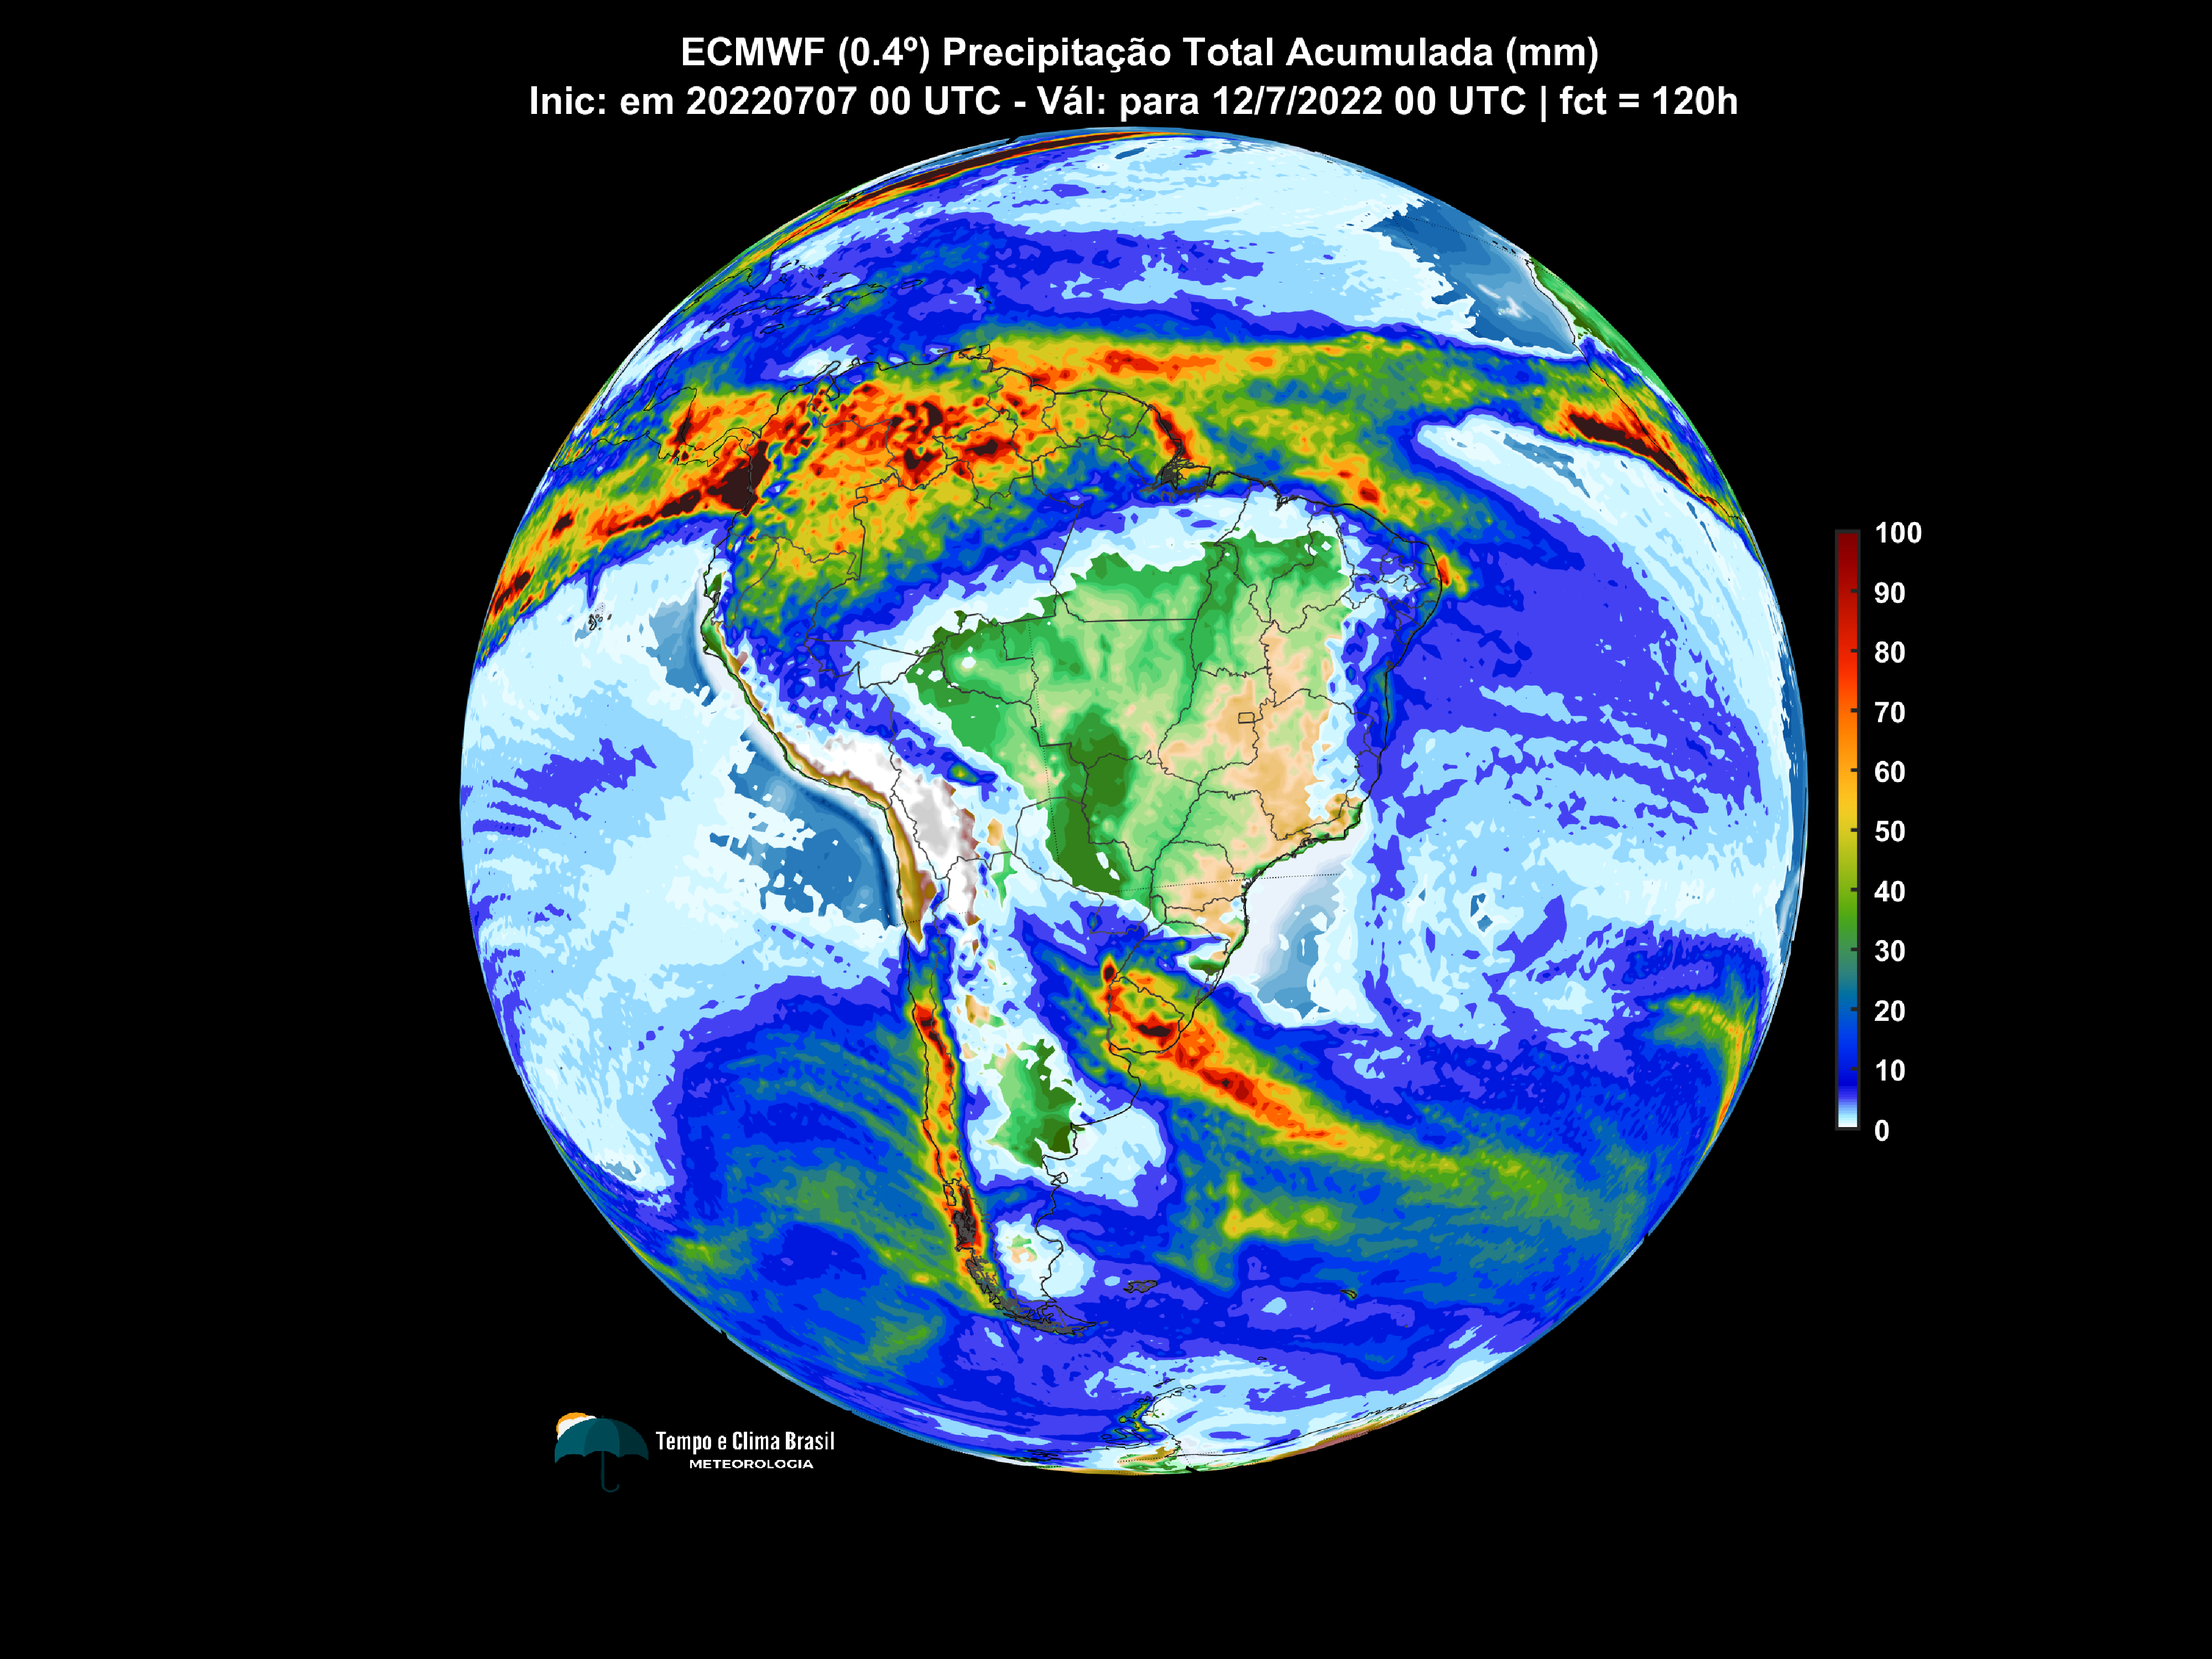 ECMWF (0.4º) Precipitação Total Acumulada (mm)
Inic: em 20220707 00 UTC - Vál: para 12/7/2022 00 UTC | fct = 120h
100
90
80
70
60
50
40
30
20
10
0
Tempo e Clima Brasil
METEOROLOGIA